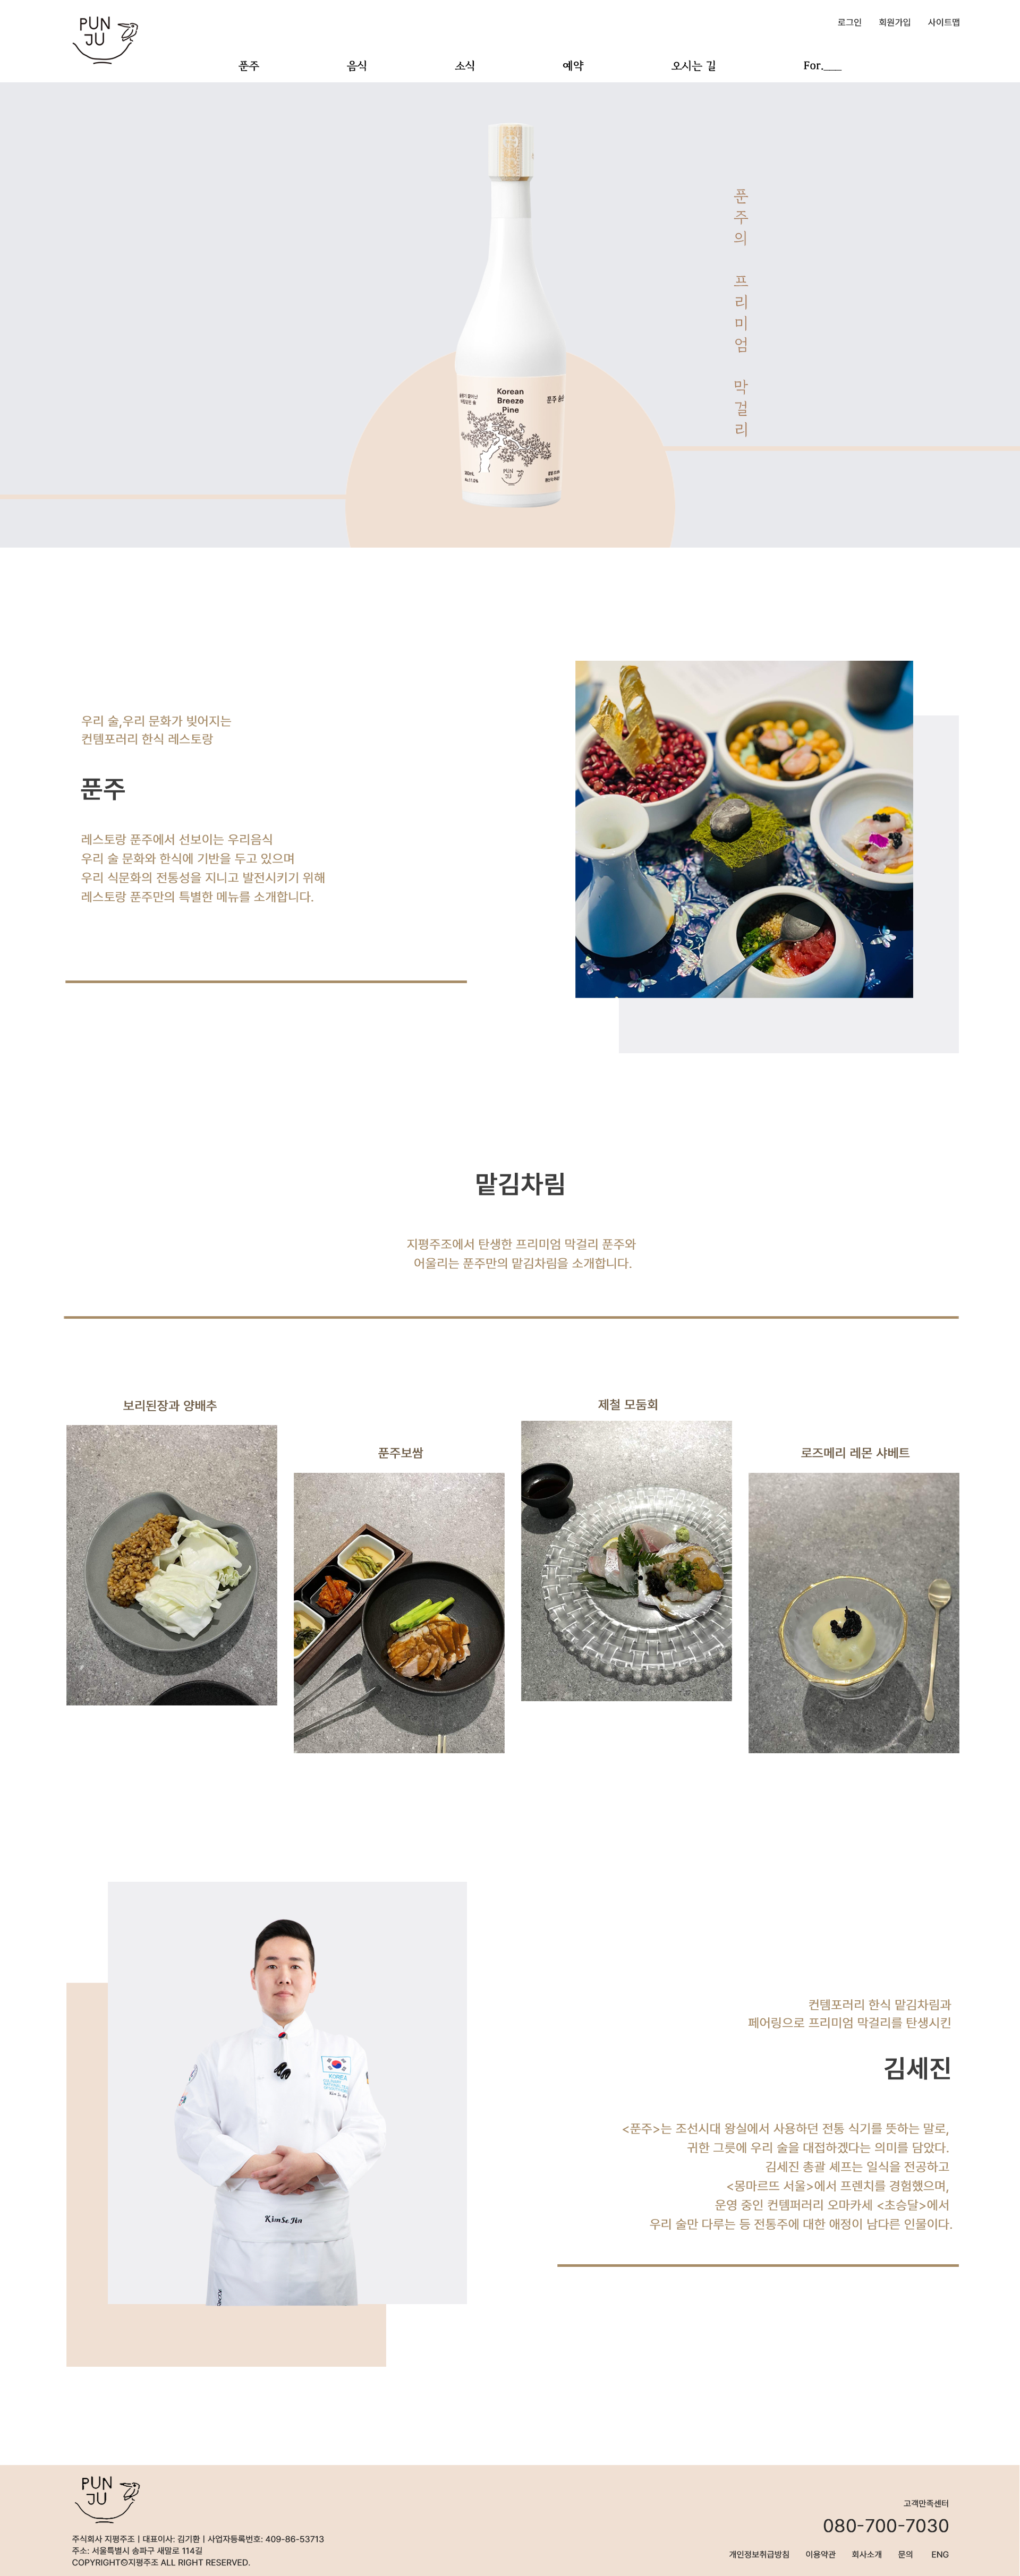 PUN
JU
로그인 회원가입 사이트맵
푼주 음식 소식 예약 오시는 길 For.___
푼주의 프리미엄 막걸리
Korean
Breeze
Pine
PUN
JU
우리 술,우리 문화가 빚어지는
컨템포러리 한식 레스토랑
푼주
레스토랑 푼주에서 선보이는 우리음식
우리 술 문화와 한식에 기반을 두고 있으며
우리 식문화의 전통성을 지니고 발전시키기 위해
레스토랑 푼주만의 특별한 메뉴를 소개합니다.
맡김차림
지평주조에서 탄생한 프리미엄 막걸리 푼주와
어울리는 푼주만의 맡김차림을 소개합니다.
보리된장과 양배추
푼주보쌈
제철 모둠회
로즈메리 레몬 샤베트
KOREA
KimSeJin
컨템포러리 한식 맡김차림과
페어링으로 프리미엄 막걸리를 탄생시킨
김세진
<푼주>는 조선시대 왕실에서 사용하던 전통 식기를 뜻하는 말로,
귀한 그릇에 우리 술을 대접하겠다는 의미를 담았다.
김세진 총괄 셰프는 일식을 전공하고
<몽마르뜨 서울>에서 프렌치를 경험했으며,
운영 중인 컨템퍼러리 오마카세 <초승달>에서
우리 술만 다루는 등 전통주에 대한 애정이 남다른 인물이다.
PUN
JU
주식회사 지평주조 | 대표이사: 김기환 | 사업자등록번호: 409-86-53713
주소: 서울특별시 송파구 새말로 114길
COPYRIGHT©지평주조 ALL RIGHT RESERVED.
고객만족센터
080-700-7030
개인정보취급방침 이용약관 회사소개 문의 ENG